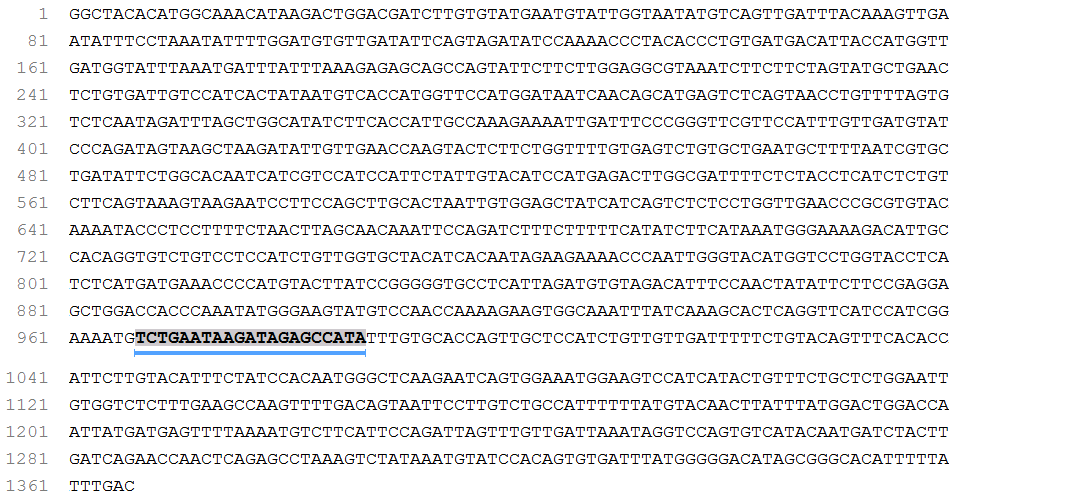 1 GGCTACACATGGCAAACATAAGACTGGACGATCTTGTGTATGAATGTATTGGTAATATGTCAGTTGATTTACAAAGTTGA
81 ATATTTCCTAAATATTTTGGATGTGTTGATATTCAGTAGATATCCAAAACCCTACACCCTGTGATGACATTACCATGGTT
161 GATGGTATTTAAATGATTTATTTAAAGAGAGCAGCCAGTATTCTTCTTGGAGGCGTAAATCTTCTTCTAGTATGCTGAAC
241 TCTGTGATTGTCCATCACTATAATGTCACCATGGTTCCATGGATAATCAACAGCATGAGTCTCAGTAACCTGTTTTAGTG
321 TCTCAATAGATTTAGCTGGCATATCTTCACCATTGCCAAAGAAAATTGATTTCCCGGGTTCGTTCCATTTGTTGATGTAT
401 CCCAGATAGTAAGCTAAGATATTGTTGAACCAAGTACTCTTCTGGTTTTGTGAGTCTGTGCTGAATGCTTTTAATCGTGC
481 TGATATTCTGGCACAATCATCGTCCATCCATTCTATTGTACATCCATGAGACTTGGCGATTTTCTCTACCTCATCTCTGT
561 CTTCAGTAAAGTAAGAATCCTTCCAGCTTGCACTAATTGTGGAGCTATCATCAGTCTCTCCTGGTTGAACCCGCGTGTAC
641 AAAATACCCTCCTTTTCTAACTTAGCAACAAATTCCAGATCTTTCTTTTTCATATCTTCATAAATGGGAAAAGACATTGC
721 CACAGGTGTCTGTCCTCCATCTGTTGGTGCTACATCACAATAGAAGAAAACCCAATTGGGTACATGGTCCTGGTACCTCA
801 TCTCATGATGAAACCCCATGTACTTATCCGGGGGTGCCTCATTAGATGTGTAGACATTTCCAACTATATTCTTCCGAGGA
881 GCTGGACCACCCAAATATGGGAAGTATGTCCAACCAAAAGAAGTGGCAAATTTATCAAAGCACTCAGGTTCATCCATCGG
961 AAAATGTCTGAATAAGATAGAGCCATATTTGTGCACCAGTTGCTCCATCTGTTGTTGATTTTTCTGTACAGTTTCACACC
1041 ATTCTTGTACATTTCTATCCACAATGGGCTCAAGAATCAGTGGAAATGGAAGTCCATCATACTGTTTCTGCTCTGGAATT
1121 GTGGTCTCTTTGAAGCCAAGTTTTGACAGTAATTCCTTGTCTGCCATTTTTTATGTACAACTTATTTATGGACTGGACCA
1201 ATTATGATGAGTTTTAAAATGTCTTCATTCCAGATTAGTTTGTTGATTAAATAGGTCCAGTGTCATACAATGATCTACTT
1281 GATCAGAACCAACTCAGAGCCTAAAGTCTATAAATGTATCCACAGTGTGATTTATGGGGGACATAGCGGGCACATTTTTA
1361 TTTGAC